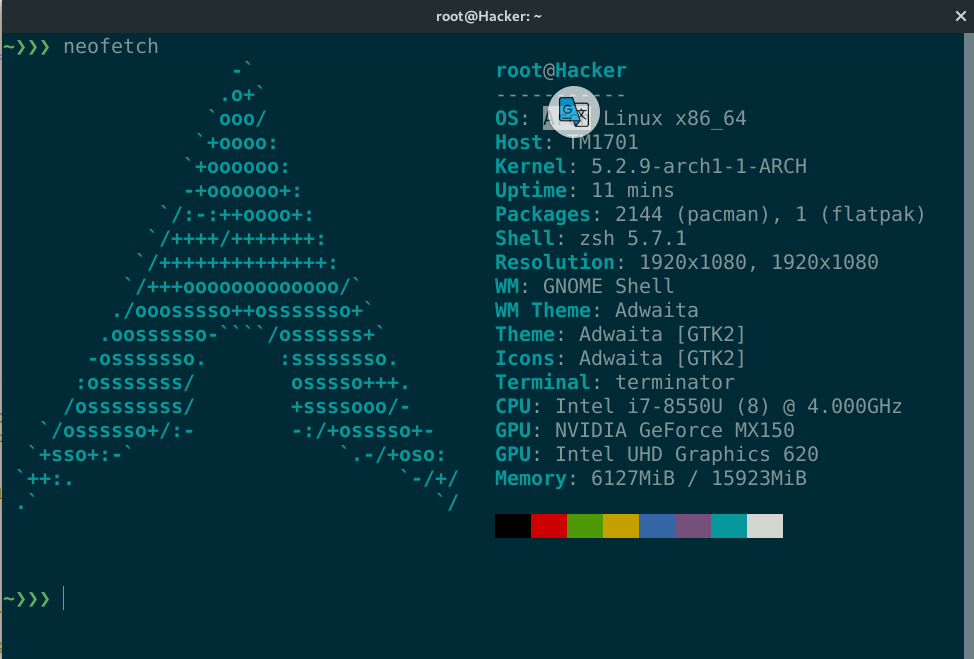 root@Hacker: ~
~❯❯❯ neofetch
root@Hacker
-----------
OS: Linux x86_64
Host: TM1701
Kernel: 5.2.9-arch1-1-ARCH
Uptime: 11 mins
Packages: 2144 (pacman), 1 (flatpak)
Shell: zsh 5.7.1
Resolution: 1920x1080, 1920x1080
WM: GNOME Shell
WM Theme: Adwaita
Theme: Adwaita [GTK2]
Icons: Adwaita [GTK2]
Terminal: terminator
CPU: Intel i7-8550U (8) @ 4.000GHz
GPU: NVIDIA GeForce MX150
GPU: Intel UHD Graphics 620
Memory: 6127MiB / 15923MiB
~❯❯❯